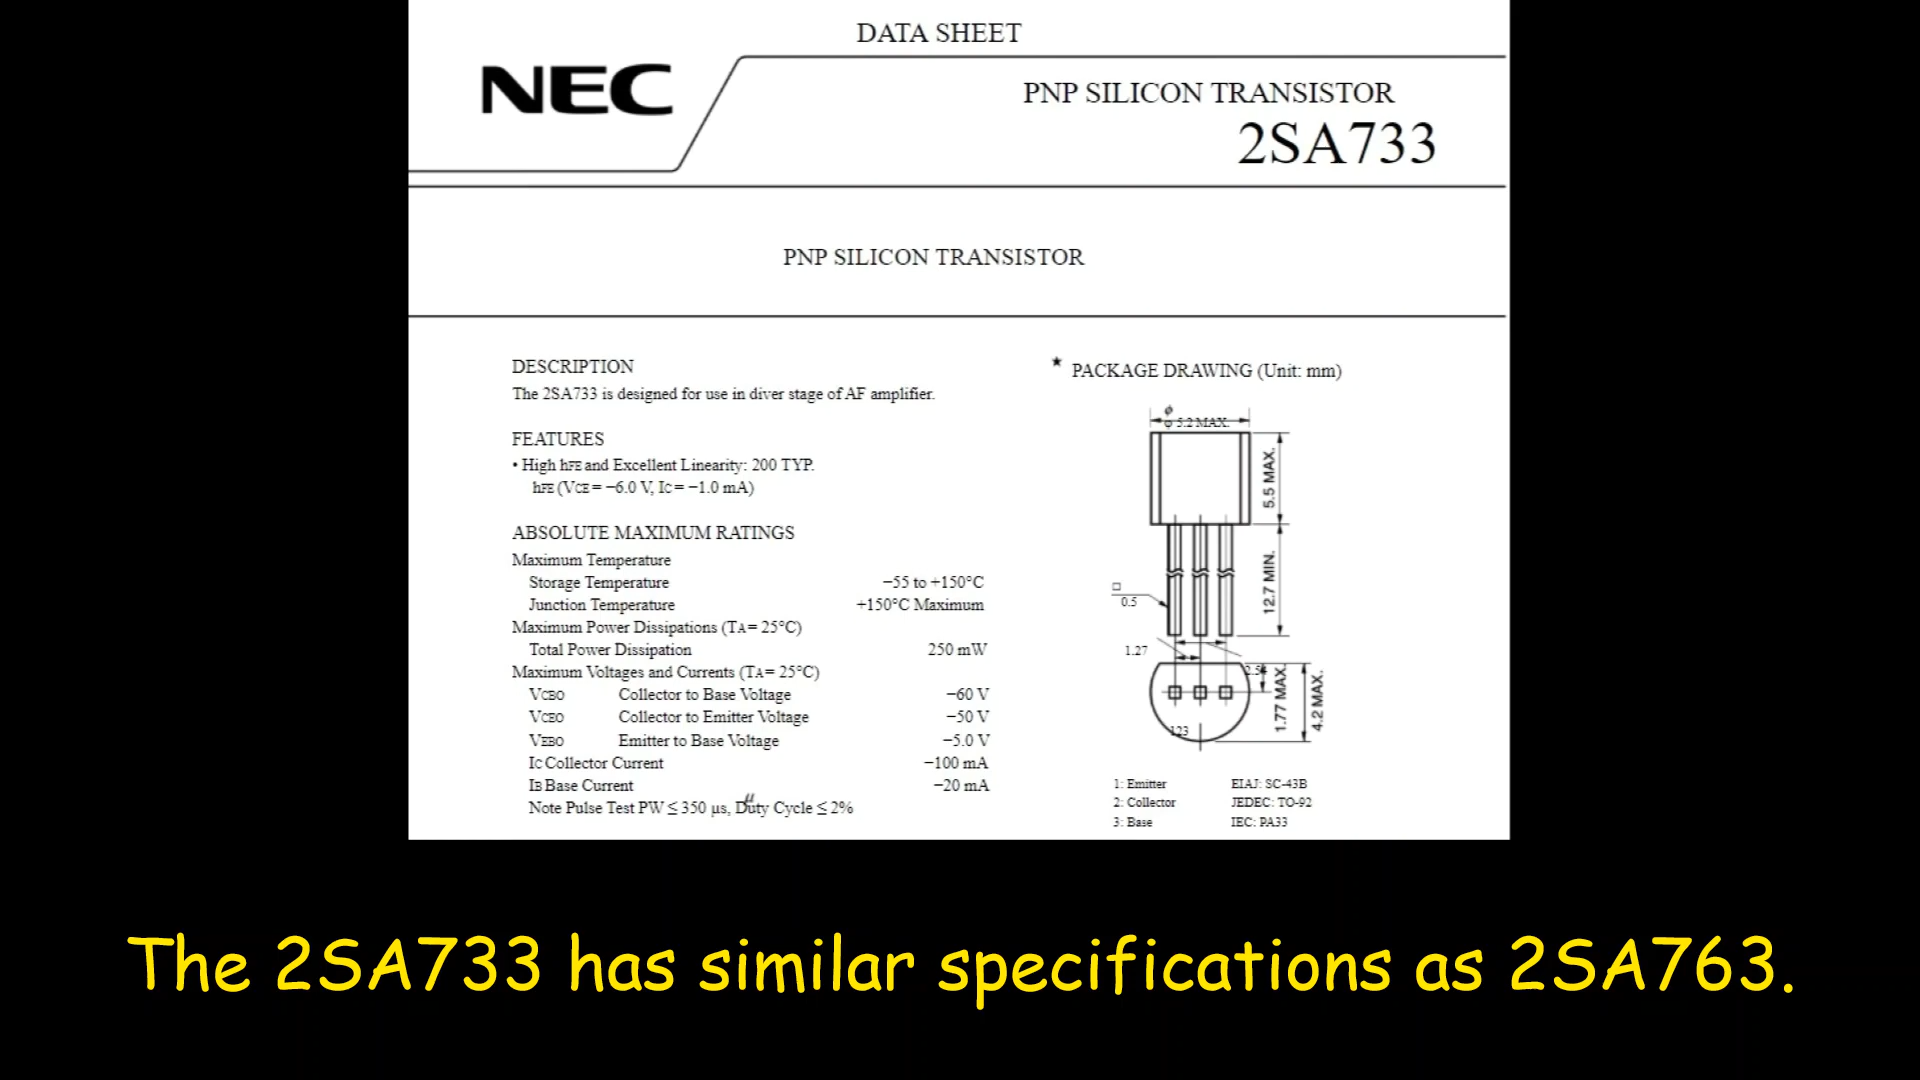 DATA SHEET
NEC
PNP SILICON TRANSISTOR
2SA733
PNP SILICON TRANSISTOR
DESCRIPTION
The 2SA733 is designed for use in diver stage of AF amplifier.
FEATURES
• High hFE and Excellent Linearity: 200 TYP.
hFE (VCE = −6.0 V, IC = −1.0 mA)
ABSOLUTE MAXIMUM RATINGS
Maximum Temperature
Storage Temperature −55 to +150°C
Junction Temperature +150°C Maximum
Maximum Power Dissipations (TA = 25°C)
Total Power Dissipation 250 mW
Maximum Voltages and Currents (TA = 25°C)
VCBO Collector to Base Voltage −60 V
VCEO Collector to Emitter Voltage −50 V
VEBO Emitter to Base Voltage −5.0 V
IC Collector Current −100 mA
IB Base Current −20 mA
μ
Note Pulse Test PW ≤ 350 μs, Duty Cycle ≤ 2%
★ PACKAGE DRAWING (Unit: mm)
φ
φ 5.2 MAX.
5.5 MAX.
12.7 MIN.
0.5
1.27
1.77 MAX.
4.2 MAX.
123
1: Emitter EIAJ: SC-43B
2: Collector JEDEC: TO-92
3: Base IEC: PA33
The 2SA733 has similar specifications as 2SA763.